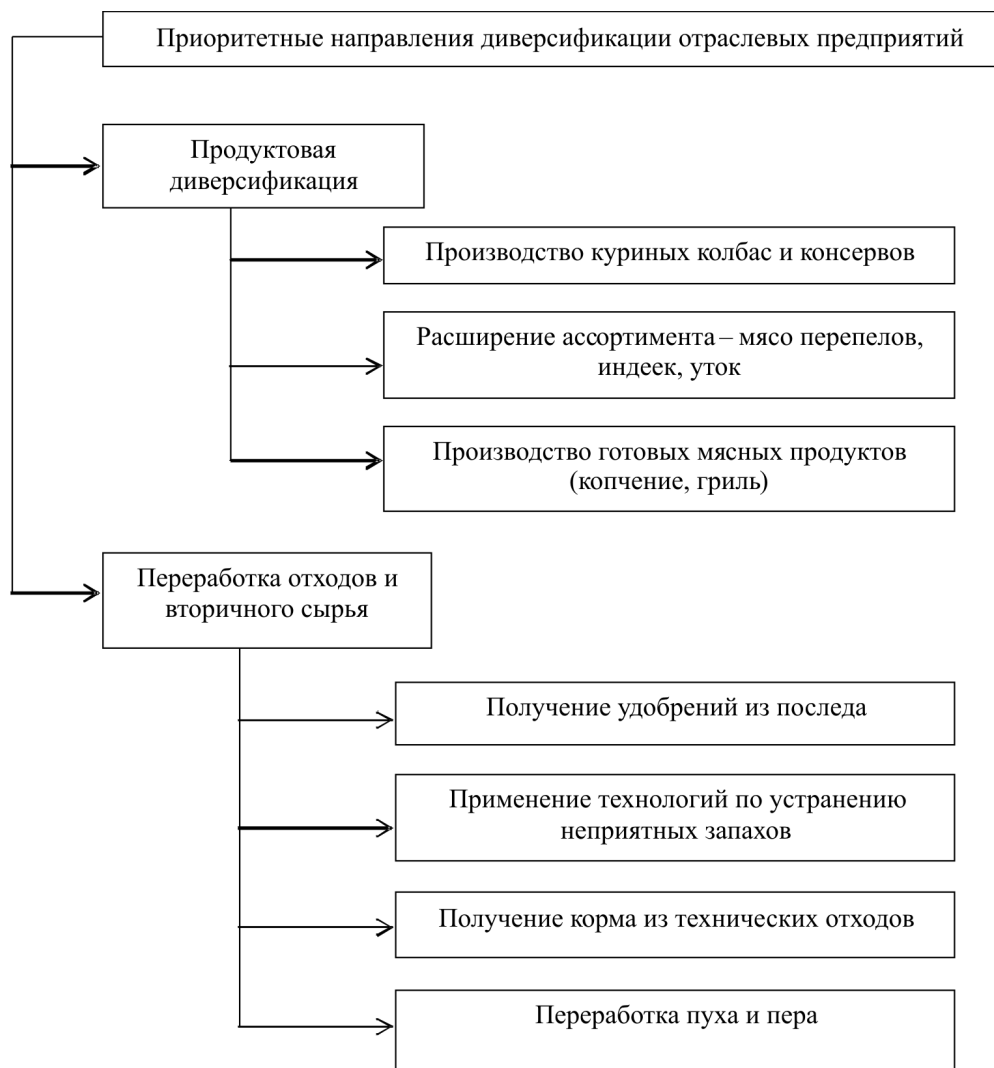 Приоритетные направления диверсификации отраслевых предприятий
Продуктовая
диверсификация
Производство куриных колбас и консервов
Расширение ассортимента – мясо перепелов,
индеек, уток
Производство готовых мясных продуктов
(копчение, гриль)
Переработка отходов и
вторичного сырья
Получение удобрений из последа
Применение технологий по устранению
неприятных запахов
Получение корма из технических отходов
Переработка пуха и пера